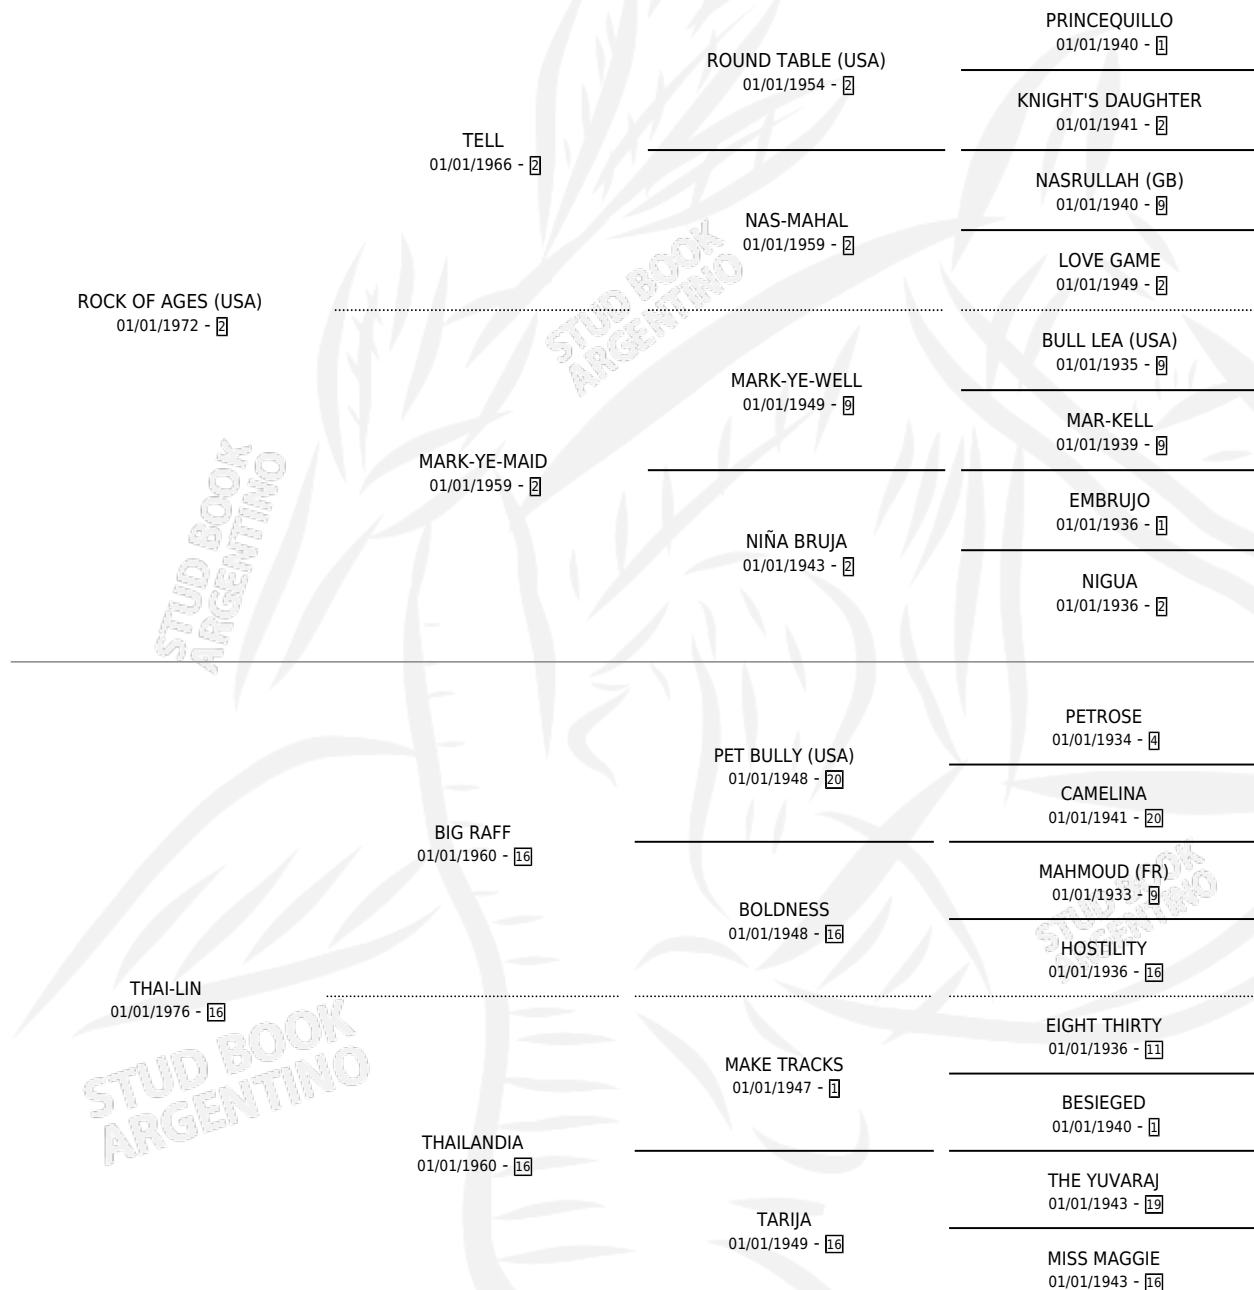 PRINCEQUILLO
01/01/1940 - 1
ROUND TABLE (USA)
01/01/1954 - 2
KNIGHT'S DAUGHTER
01/01/1941 - 2
TELL
01/01/1966 - 2
NASRULLAH (GB)
01/01/1940 - 9
NAS-MAHAL
01/01/1959 - 2
LOVE GAME
01/01/1949 - 2
ROCK OF AGES (USA)
01/01/1972 - 2
BULL LEA (USA)
01/01/1935 - 9
MARK-YE-WELL
01/01/1949 - 9
MAR-KELL
01/01/1939 - 9
MARK-YE-MAID
01/01/1959 - 2
EMBRUJO
01/01/1936 - 1
NIÑA BRUJA
01/01/1943 - 2
NIGUA
01/01/1936 - 2
PETROSE
01/01/1934 - 4
PET BULLY (USA)
01/01/1948 - 20
CAMELINA
01/01/1941 - 20
BIG RAFF
01/01/1960 - 16
MAHMOUD (FR)
01/01/1933 - 9
BOLDNESS
01/01/1948 - 16
HOSTILITY
01/01/1936 - 16
THAI-LIN
01/01/1976 - 16
EIGHT THIRTY
01/01/1936 - 11
MAKE TRACKS
01/01/1947 - 1
BESIEGED
01/01/1940 - 1
THAILANDIA
01/01/1960 - 16
THE YUVARAJ
01/01/1943 - 19
TARIJA
01/01/1949 - 16
MISS MAGGIE
01/01/1943 - 16
STUD BOOK
ARGENTINO
STUD BOOK
ARGENTINO
STUD BOOK
ARGENTINO
STUD BOOK
ARGENTINO